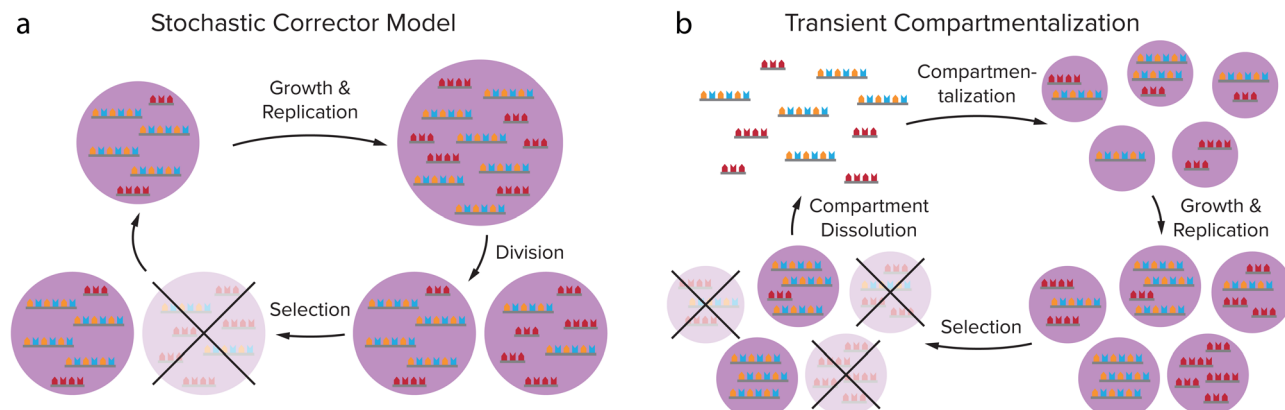 a
Stochastic Corrector Model
Growth &
Replication
Division
Selection
b
Transient Compartmentalization
Compartmen-
talization
Growth &
Replication
Selection
Compartment
Dissolution